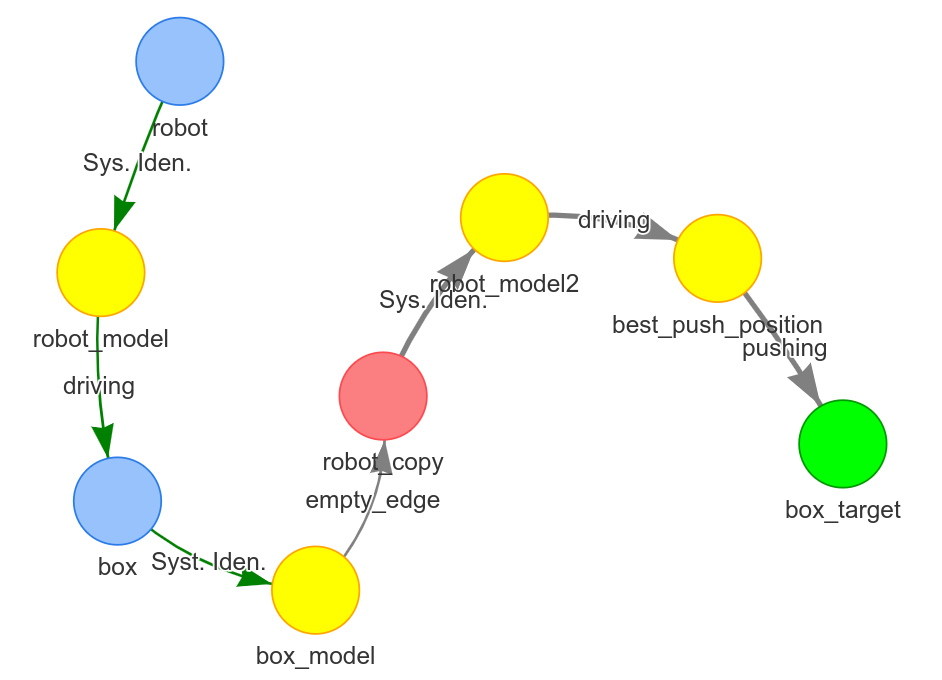 robot
Sys. Iden.
robot_model
driving
box
Syst. Iden.
box_model
empty_edge
robot_copy
Sys. Iden.
robot_model2
driving
best_push_position
pushing
box_target